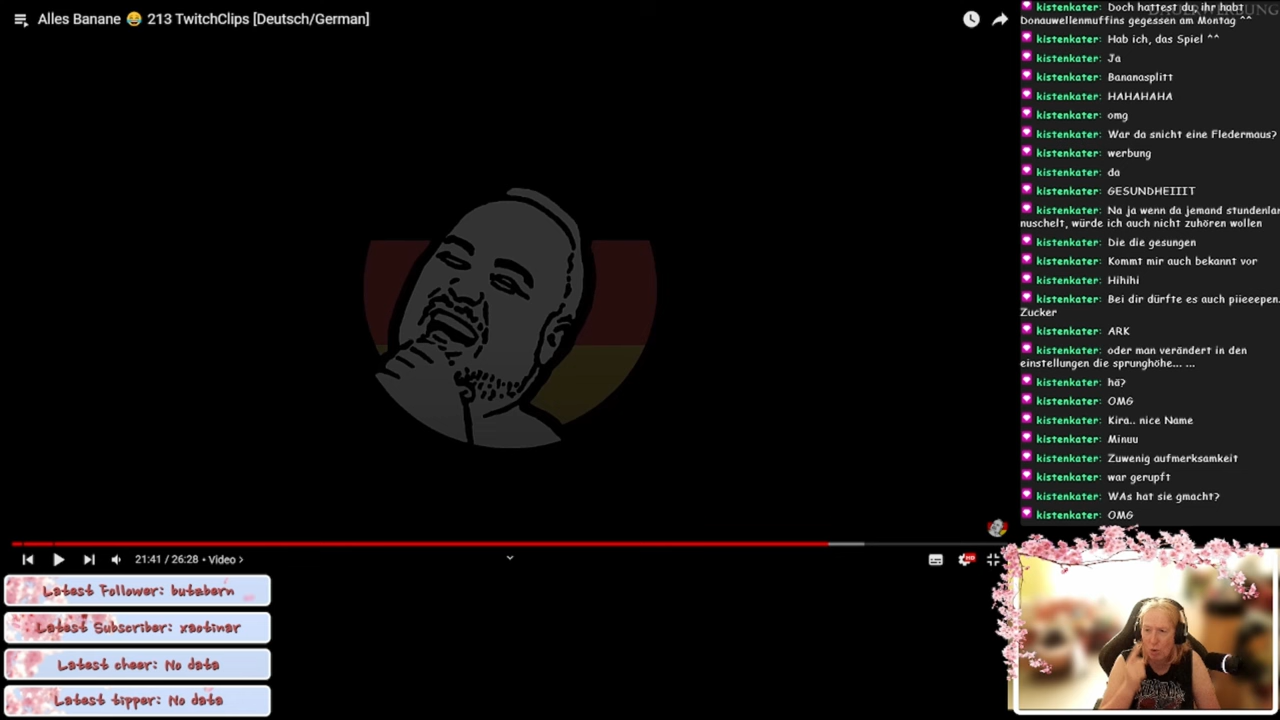 Alles Banane 😂 213 TwitchClips [Deutsch/German]
21:41 / 26:28 • Video ›
HD
Latest Follower: butabern
Latest Subscriber: xaotinar
Latest cheer: No data
Latest tipper: No data
kistenkater: Doch hattest du, ihr habt
Donauwellenmuffins gegessen am Montag ^^
kistenkater: Hab ich, das Spiel ^^
kistenkater: Ja
kistenkater: Bananasplitt
kistenkater: HAHAHAHA
kistenkater: omg
kistenkater: War da snicht eine Fledermaus?
kistenkater: werbung
kistenkater: da
kistenkater: GESUNDHEIIIT
kistenkater: Na ja wenn da jemand stundenlan
nuschelt, würde ich auch nicht zuhören wollen
kistenkater: Die die gesungen
kistenkater: Kommt mir auch bekannt vor
kistenkater: Hihihi
kistenkater: Bei dir dürfte es auch piieeepen.
Zucker
kistenkater: ARK
kistenkater: oder man verändert in den
einstellungen die sprunghöhe... ...
kistenkater: hä?
kistenkater: OMG
kistenkater: Kira.. nice Name
kistenkater: Minuu
kistenkater: Zuwenig aufmerksamkeit
kistenkater: war gerupft
kistenkater: WAs hat sie gmacht?
kistenkater: OMG